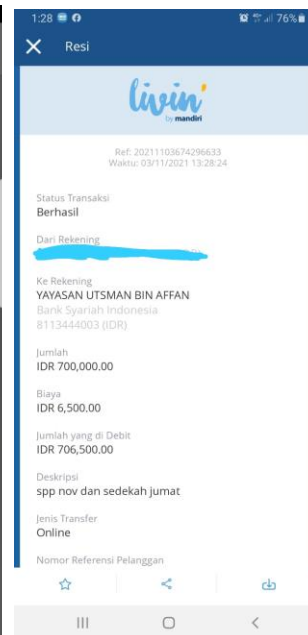 1:28
76%
Resi
livin'
by mandiri
Ref: 20211103674296633
Waktu: 03/11/2021 13:28:24
Status Transaksi
Berhasil
Dari Rekening
Ke Rekening
YAYASAN UTSMAN BIN AFFAN
Bank Syariah Indonesia
8113444003 (IDR)
Jumlah
IDR 700,000.00
Biaya
IDR 6,500.00
Jumlah yang di Debit
IDR 706,500.00
Deskripsi
spp nov dan sedekah jumat
Jenis Transfer
Online
Nomor Referensi Pelanggan